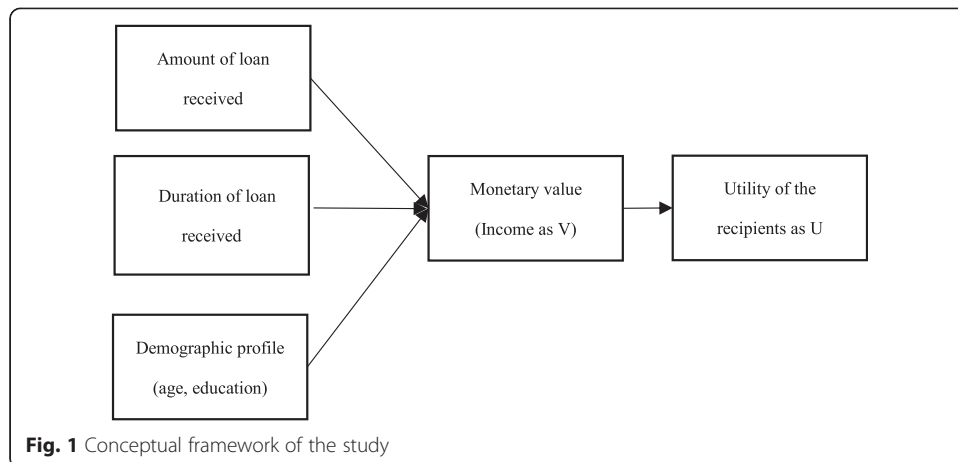 Amount of loan
received
Duration of loan
received
Demographic profile
(age, education)
Monetary value
(Income as V)
Utility of the
recipients as U
Fig. 1 Conceptual framework of the study